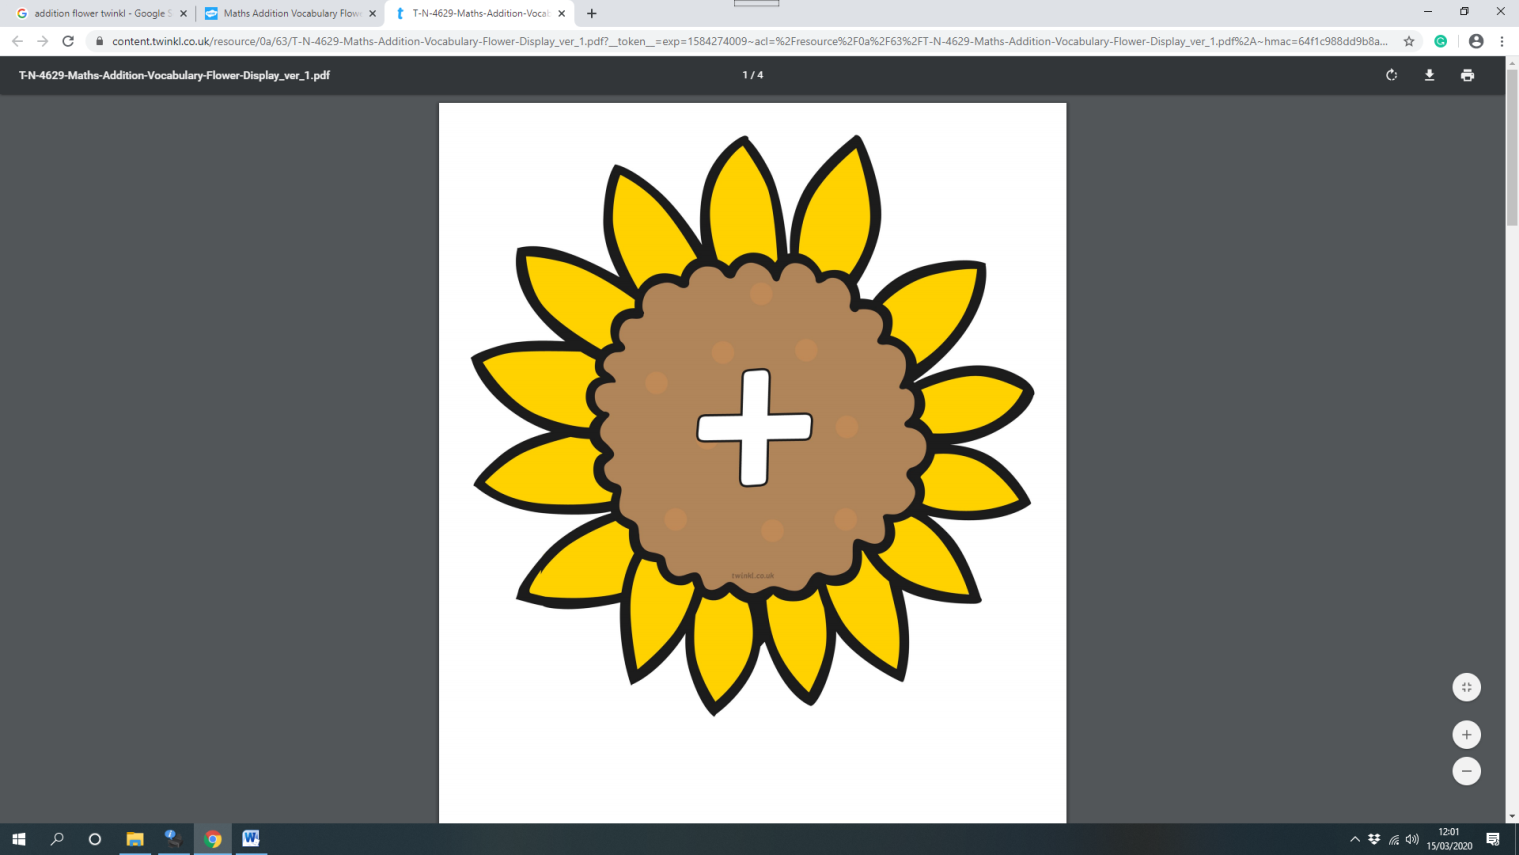 addition flower twinkl - Google S
Maths Addition Vocabulary Flowe
T-N-4629-Maths-Addition-Vocab
content.twinkl.co.uk/resource/0a/63/T-N-4629-Maths-Addition-Vocabulary-Flower-Display_ver_1.pdf?__token__=exp=1584274009~acl=%2Fresource%2F0a%2F63%2FT-N-4629-Maths-Addition-Vocabulary-Flower-Display_ver_1.pdf%2A~hmac=64f1c988dd9b8a...
T-N-4629-Maths-Addition-Vocabulary-Flower-Display_ver_1.pdf
1 / 4
+
twinkl.co.uk
12:01
15/03/2020